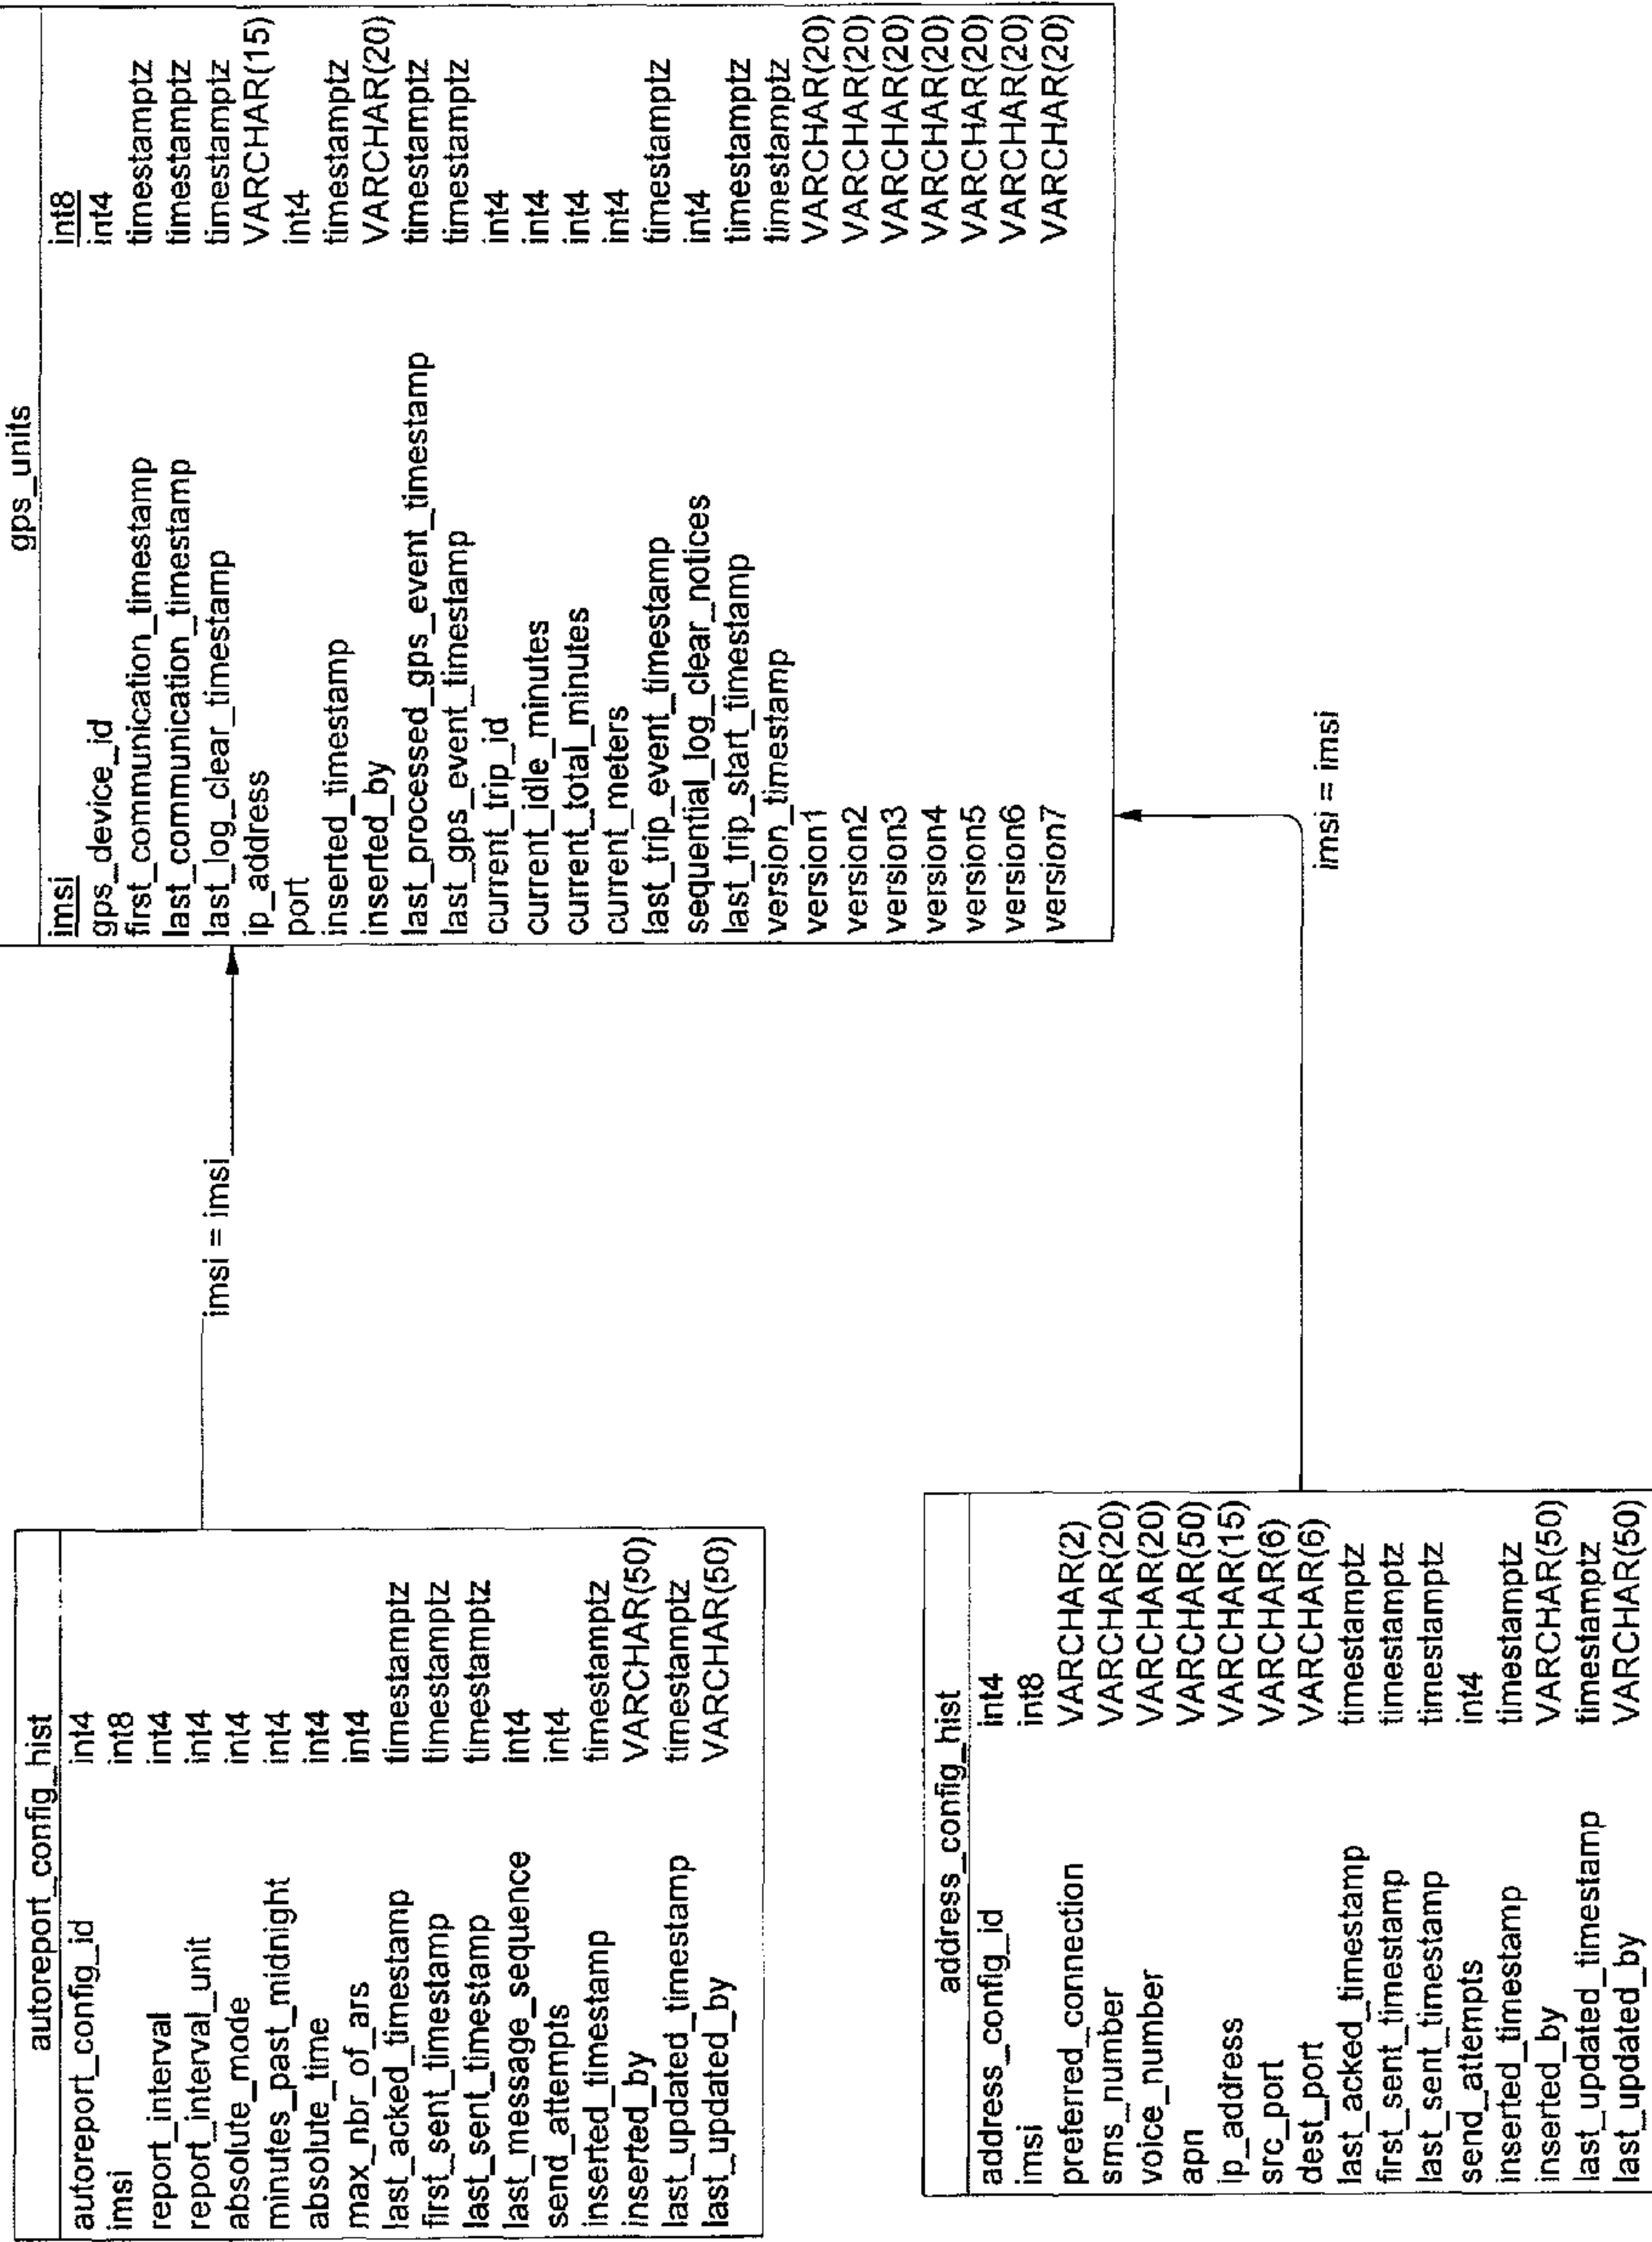 autoreport_config_hist
autoreport_config_id int4
imsi int8
report_interval int4
report_interval_unit int4
absolute_mode int4
minutes_past_midnight int4
absolute_time int4
max_nbr_of_ars int4
last_acked_timestamp timestamptz
first_sent_timestamp timestamptz
last_sent_timestamp timestamptz
last_message_sequence int4
send_attempts int4
inserted_timestamp timestamptz
inserted_by VARCHAR(50)
last_updated_timestamp timestamptz
last_updated_by VARCHAR(50)
imsi = imsi
gps_units
imsi int8
gps_device_id int4
first_communication_timestamp timestamptz
last_communication_timestamp timestamptz
last_log_clear_timestamp timestamptz
ip_address VARCHAR(15)
port int4
inserted_timestamp timestamptz
inserted_by VARCHAR(20)
last_processed_gps_event_timestamp timestamptz
last_gps_event_timestamp timestamptz
current_trip_id int4
current_idle_minutes int4
current_total_minutes int4
current_meters int4
last_trip_event_timestamp timestamptz
sequential_log_clear_notices int4
last_trip_start_timestamp timestamptz
version_timestamp timestamptz
version1 VARCHAR(20)
version2 VARCHAR(20)
version3 VARCHAR(20)
version4 VARCHAR(20)
version5 VARCHAR(20)
version6 VARCHAR(20)
version7 VARCHAR(20)
address_config_hist
address_config_id int4
imsi int8
preferred_connection VARCHAR(2)
sms_number VARCHAR(20)
voice_number VARCHAR(20)
apn VARCHAR(50)
ip_address VARCHAR(15)
src_port VARCHAR(6)
dest_port VARCHAR(6)
last_acked_timestamp timestamptz
first_sent_timestamp timestamptz
last_sent_timestamp timestamptz
send_attempts int4
inserted_timestamp timestamptz
inserted_by VARCHAR(50)
last_updated_timestamp timestamptz
last_updated_by VARCHAR(50)
imsi = imsi